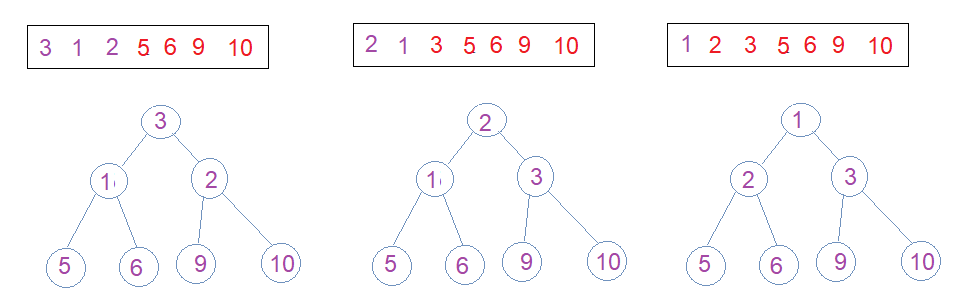 3 1 2 5 6 9 10
2 1 3 5 6 9 10
1 2 3 5 6 9 10
3
1 2
5 6 9 10
2
1 3
5 6 9 10
1
2 3
5 6 9 10